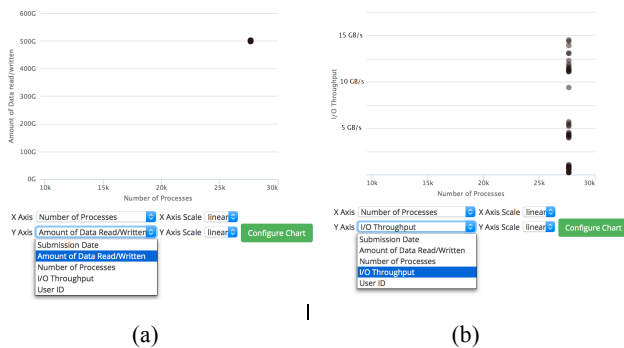 600G
500G
400G
300G
200G
100G
0G
Amount of Data read/written
10k 15k 20k 25k 30k
Number of Processes
X Axis Number of Processes X Axis Scale linear
Y Axis Amount of Data Read/Written Y Axis Scale linear Configure Chart
Submission Date
Amount of Data Read/Written
Number of Processes
I/O Throughput
User ID
(a)
15 GB/s
10 GB/s
5 GB/s
I/O Throughput
10k 15k 20k 25k 30k
Number of Processes
X Axis Number of Processes X Axis Scale linear
Y Axis I/O Throughput Y Axis Scale linear Configure Chart
Submission Date
Amount of Data Read/Written
Number of Processes
I/O Throughput
User ID
(b)